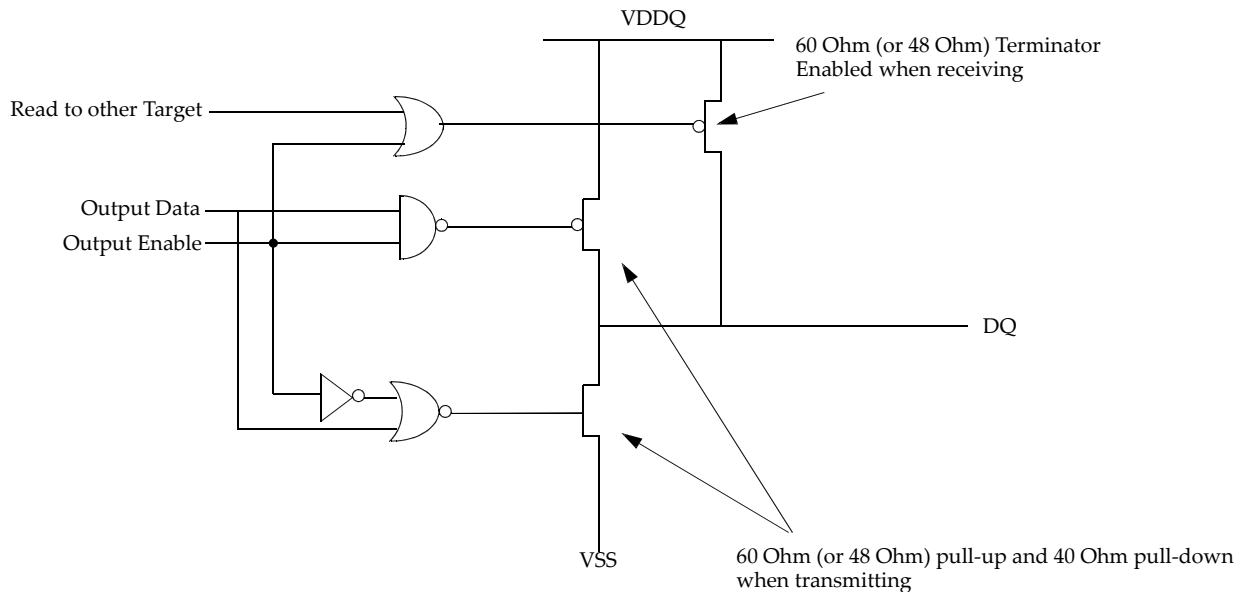 VDDQ
60 Ohm (or 48 Ohm) Terminator
Enabled when receiving
Read to other Target
Output Data
Output Enable
DQ
VSS
60 Ohm (or 48 Ohm) pull-up and 40 Ohm pull-down
when transmitting